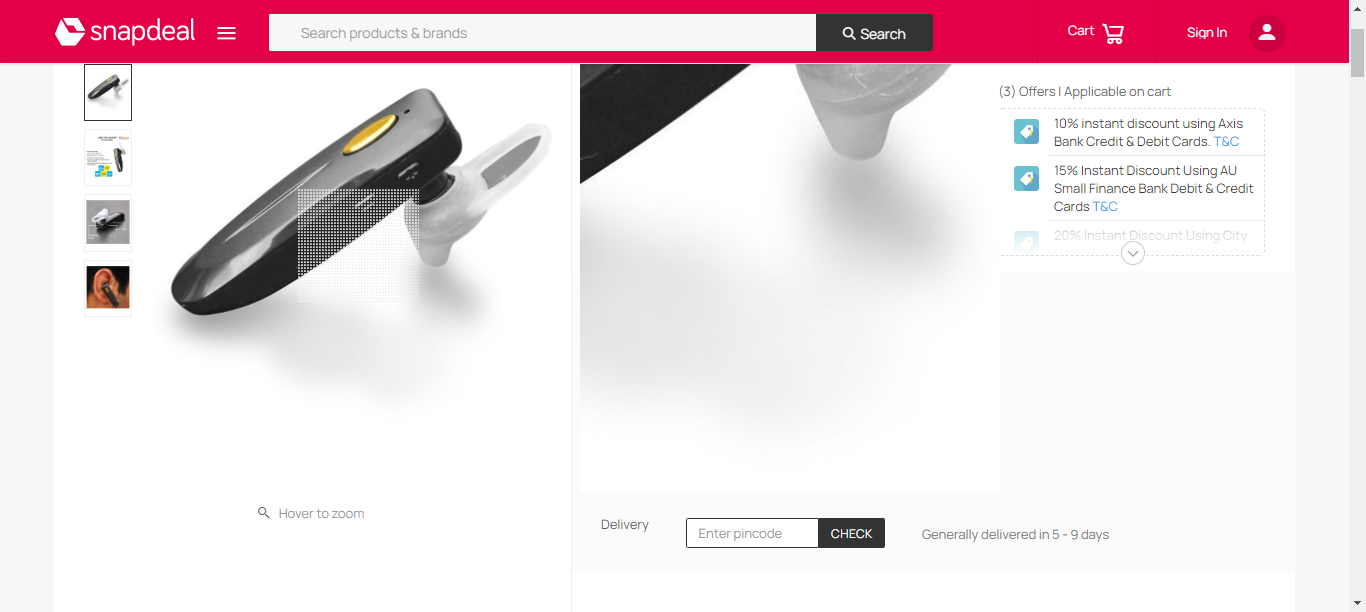 snapdeal
Search products & brands
Search
Cart
Sign In
(3) Offers | Applicable on cart
10% instant discount using Axis
Bank Credit & Debit Cards. T&C
15% Instant Discount Using AU
Small Finance Bank Debit & Credit
Cards T&C
20% Instant Discount Using City
Hover to zoom
Delivery
Enter pincode
CHECK
Generally delivered in 5 - 9 days